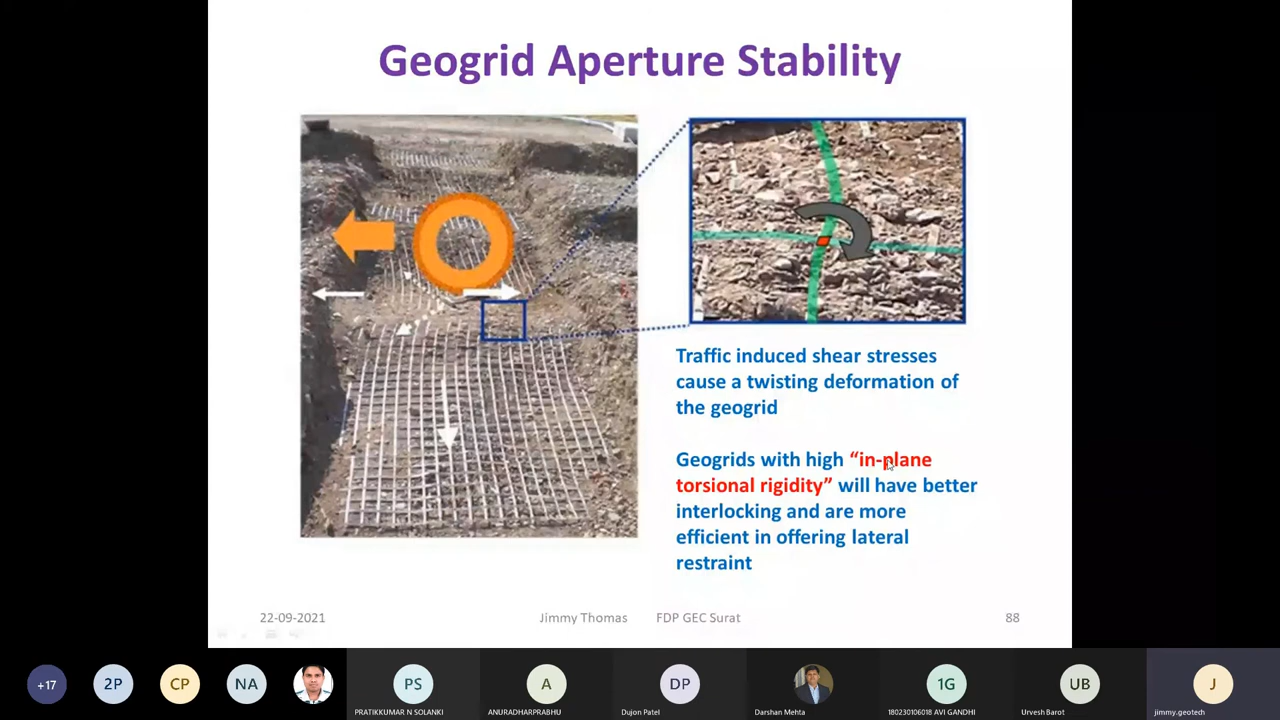 Geogrid Aperture Stability
Traffic induced shear stresses
cause a twisting deformation of
the geogrid
Geogrids with high “in-plane
torsional rigidity” will have better
interlocking and are more
efficient in offering lateral
restraint
22-09-2021
Jimmy Thomas
FDP GEC Surat
88
+17
2P
CP
NA
PS
A
DP
1G
UB
J
PRATIKKUMAR N SOLANKI
ANURADHARPRABHU
Dujon Patel
Darshan Mehta
180230106018 AVI GANDHI
Urvesh Barot
jimmy.geotech